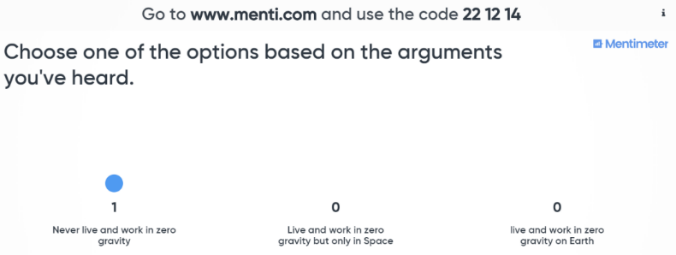 Go to www.menti.com and use the code 22 12 14
i
Mentimeter
Choose one of the options based on the arguments
you've heard.
1
0
0
Never live and work in zero
gravity
Live and work in zero
gravity but only in Space
live and work in zero
gravity on Earth